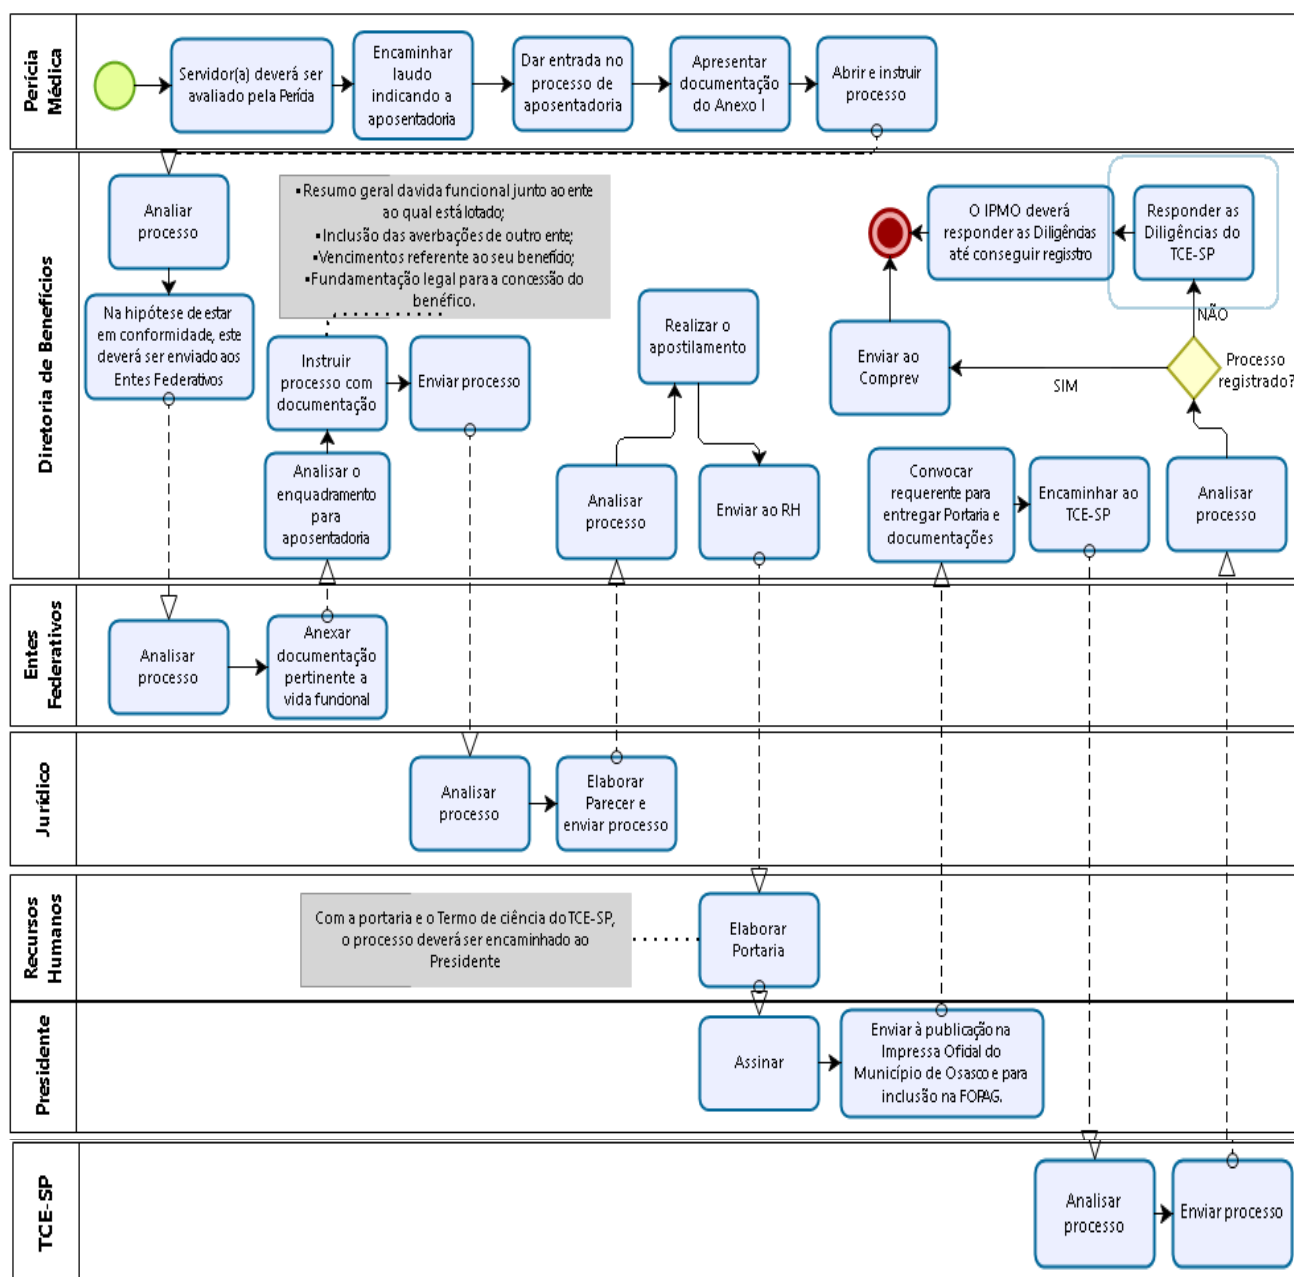 Perícia
Médica
Servidor(a) deverá ser
avaliado pela Perícia
Encaminhar
laudo
indicando a
aposentadoria
Dar entrada no
processo de
aposentadoria
Apresentar
documentação
do Anexo I
Abrir e instruir
processo
Diretoria de Benefícios
Analiar
processo
Na hipótese de estar
em conformidade, este
deverá ser enviado aos
Entes Federativos
▪Resumo geral da vida funcional junto ao ente
ao qual está lotado;
▪Inclusão das averbações de outro ente;
▪Vencimentos referente ao seu benefício;
▪Fundamentação legal para a concessão do
benéfico.
Instruir
processo com
documentação
Enviar processo
Analisar o
enquadramento
para
aposentadoria
Realizar o
apostilamento
Analisar
processo
Enviar ao RH
O IPMO deverá
responder as Diligências
até conseguir regisstro
Responder as
Diligências do
TCE-SP
NÃO
Enviar ao
Comprev
SIM
Processo
registrado?
Convocar
requerente para
entregar Portaria e
documentações
Encaminhar ao
TCE-SP
Analisar
processo
Entes
Federativos
Analisar
processo
Anexar
documentação
pertinente a
vida funcional
Jurídico
Analisar
processo
Elaborar
Parecer e
enviar processo
Recursos
Humanos
Com a portaria e o Termo de ciência do TCE-SP,
o processo deverá ser encaminhado ao
Presidente
Elaborar
Portaria
Presidente
Assinar
Enviar à publicação na
Impressa Oficial do
Município de Osasco e para
inclusão na FOPAG.
TCE-SP
Analisar
processo
Enviar processo